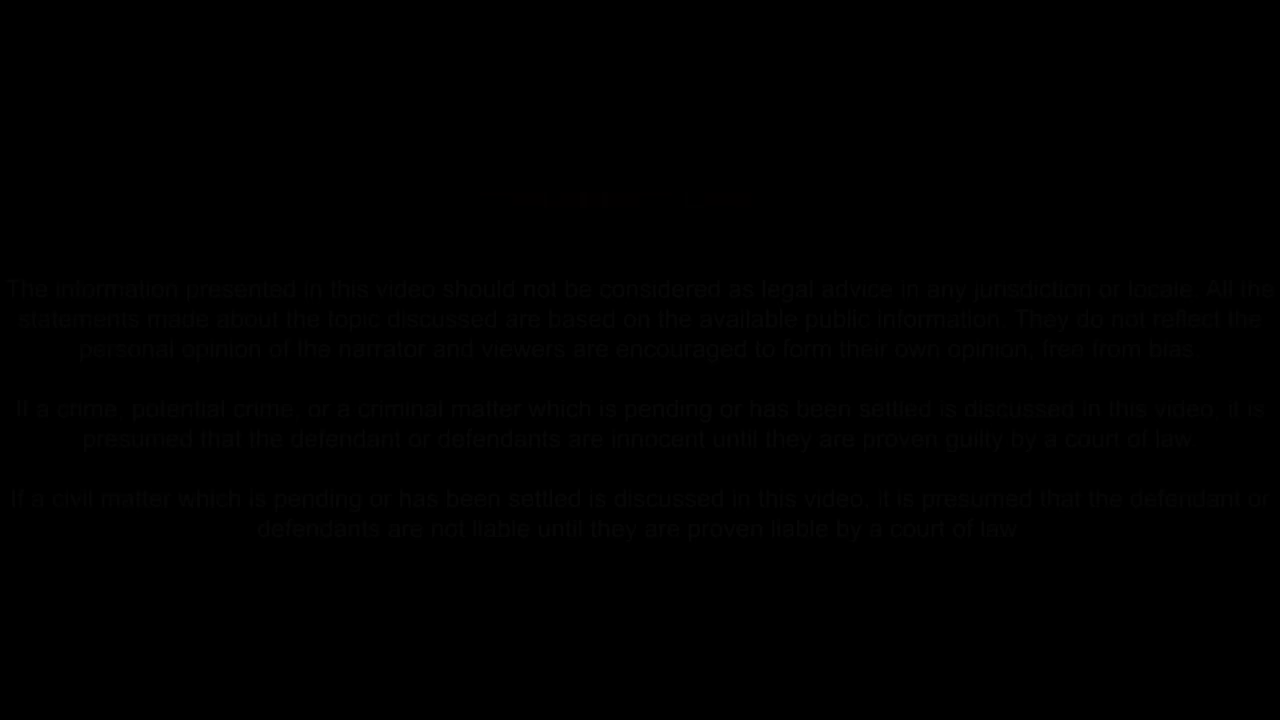 The information presented in this video should not be considered as legal advice in any jurisdiction or locale. All the
statements made about the topic discussed are based on the available public information. They do not reflect the
personal opinion of the narrator and viewers are encouraged to form their own opinion, free from bias.
If a crime, potential crime, or a criminal matter which is pending or has been settled is discussed in this video, it is
presumed that the defendant or defendants are innocent until they are proven guilty by a court of law.
If a civil matter which is pending or has been settled is discussed in this video, it is presumed that the defendant or
defendants are not liable until they are proven liable by a court of law.